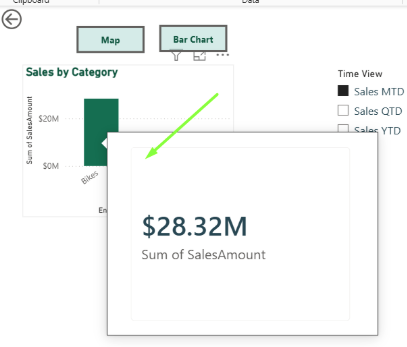 Clipboard
Data
Map
Bar Chart
Sales by Category
Sum of SalesAmount
$20M
$0M
Bikes
En
Time View
Sales MTD
Sales QTD
Sales YTD
$28.32M
Sum of SalesAmount